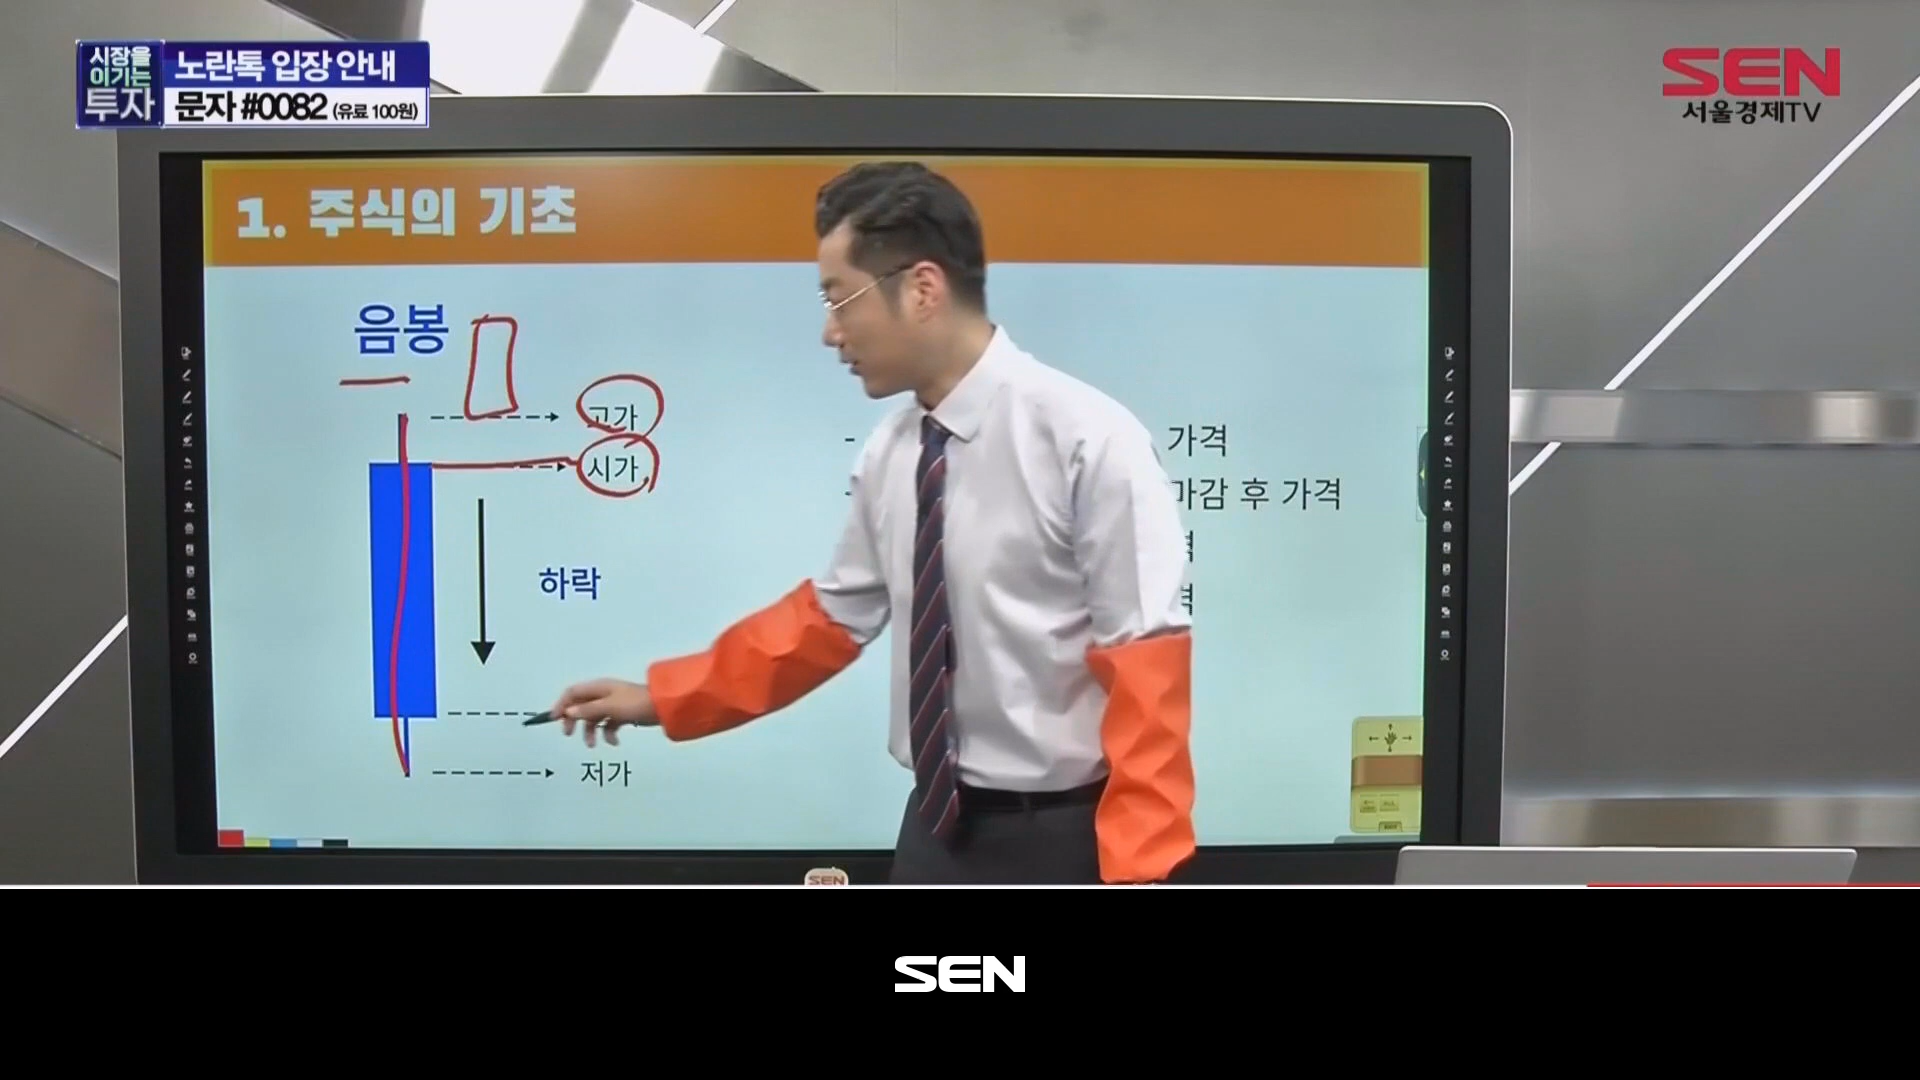 시장을
이기는
투자
노란톡 입장 안내
문자 #0082 (유료 100원)
SEN
서울경제TV
1. 주식의 기초
음봉
고가
시가
하락
저가
가격
마감 후 가격
SEN
SEN